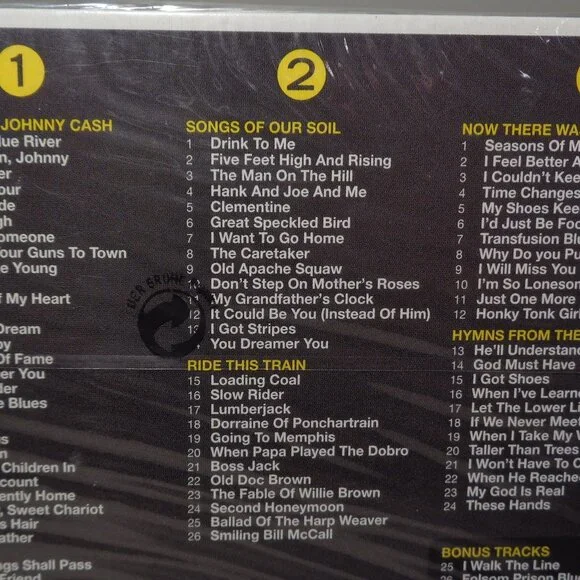 1
JOHNNY CASH
River
n, Johnny
er
our
de
gh
omeone
our Guns To Town
e Young
f My Heart
Dream
by
Of Fame
er You
der
e Blues
gs
n
Children In
count
ently Home
, Sweet Chariot
s Hair
eather
ngs Shall Pass
Friend
2
SONGS OF OUR SOIL
1 Drink To Me
2 Five Feet High And Rising
3 The Man On The Hill
4 Hank And Joe And Me
5 Clementine
6 Great Speckled Bird
7 I Want To Go Home
8 The Caretaker
9 Old Apache Squaw
10 Don't Step On Mother's Roses
11 My Grandfather's Clock
12 It Could Be You (Instead Of Him)
13 I Got Stripes
You Dreamer You
RIDE THIS TRAIN
15 Loading Coal
16 Slow Rider
17 Lumberjack
18 Dorraine Of Ponchartrain
19 Going To Memphis
20 When Papa Played The Dobro
21 Boss Jack
22 Old Doc Brown
23 The Fable Of Willie Brown
24 Second Honeymoon
25 Ballad Of The Harp Weaver
26 Smiling Bill McCall
NOW THERE WA
1 Seasons Of M
2 I Feel Better A
3 I Couldn't Kee
4 Time Changes
5 My Shoes Kee
6 I'd Just Be Foo
7 Transfusion Blu
8 Why Do you Pu
9 I Will Miss You
10 I'm So Lonesom
11 Just One More
12 Honky Tonk Girl
HYMNS FROM THE
13 He'll Understand
14 God Must Have
15 I Got Shoes
16 When I've Learne
17 Let The Lower Li
18 If We Never Meet
19 When I Take My V
20 Taller Than Trees
21 I Won't Have To C
22 When He Reached
23 My God Is Real
24 These Hands
BONUS TRACKS
25 I Walk The Line
26 Folsom Prison Blue